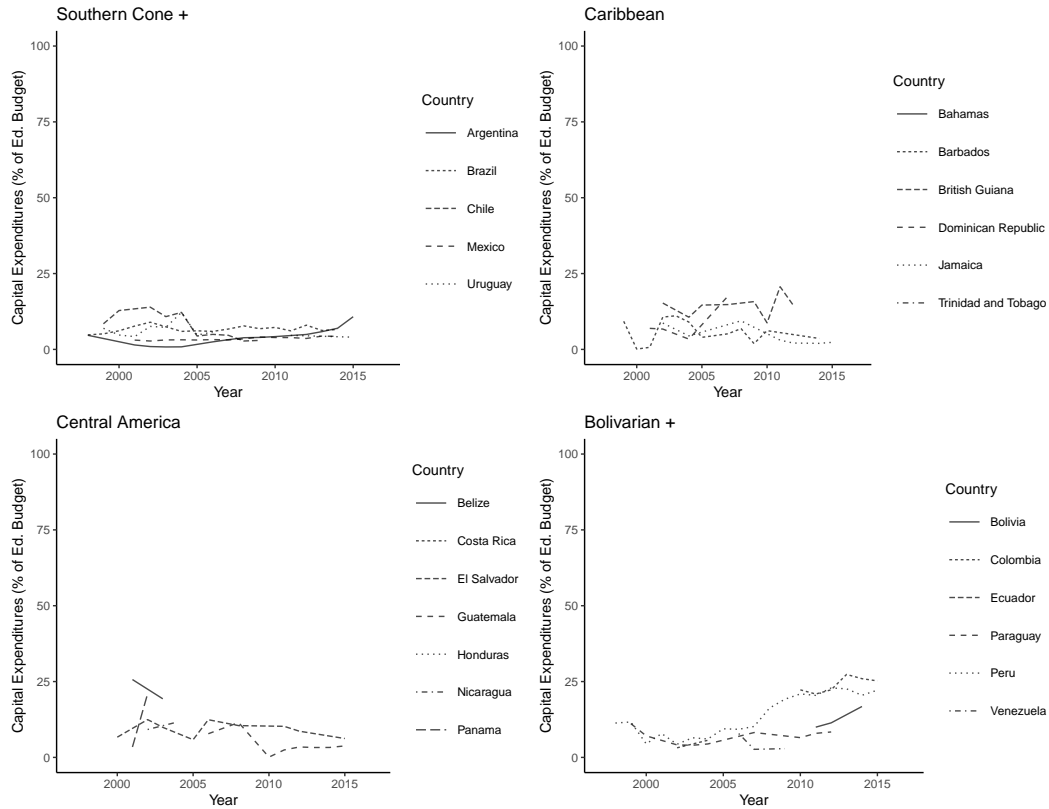 Southern Cone +
100
75
50
25
0
Capital Expenditures (% of Ed. Budget)
2000 2005 2010 2015
Year
Country
Argentina
Brazil
Chile
Mexico
Uruguay
Caribbean
100
75
50
25
0
Capital Expenditures (% of Ed. Budget)
2000 2005 2010 2015
Year
Country
Bahamas
Barbados
British Guiana
Dominican Republic
Jamaica
Trinidad and Tobago
Central America
100
75
50
25
0
Capital Expenditures (% of Ed. Budget)
2000 2005 2010 2015
Year
Country
Belize
Costa Rica
El Salvador
Guatemala
Honduras
Nicaragua
Panama
Bolivarian +
100
75
50
25
0
Capital Expenditures (% of Ed. Budget)
2000 2005 2010 2015
Year
Country
Bolivia
Colombia
Ecuador
Paraguay
Peru
Venezuela